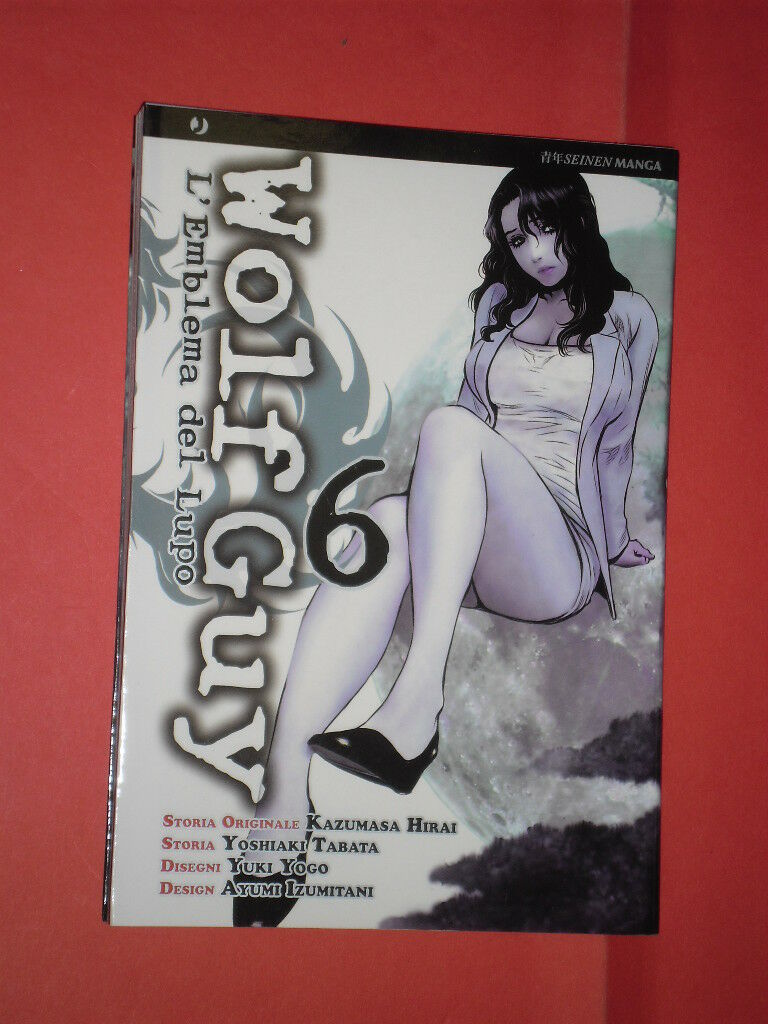 青年SEINEN MANGA
Wolf Guy
L'Emblema del Lupo
6
STORIA ORIGINALE KAZUMASA HIRAI
STORIA YOSHIAKI TABATA
DISEGNI YUKI YOGO
DESIGN AYUMI IZUMITANI